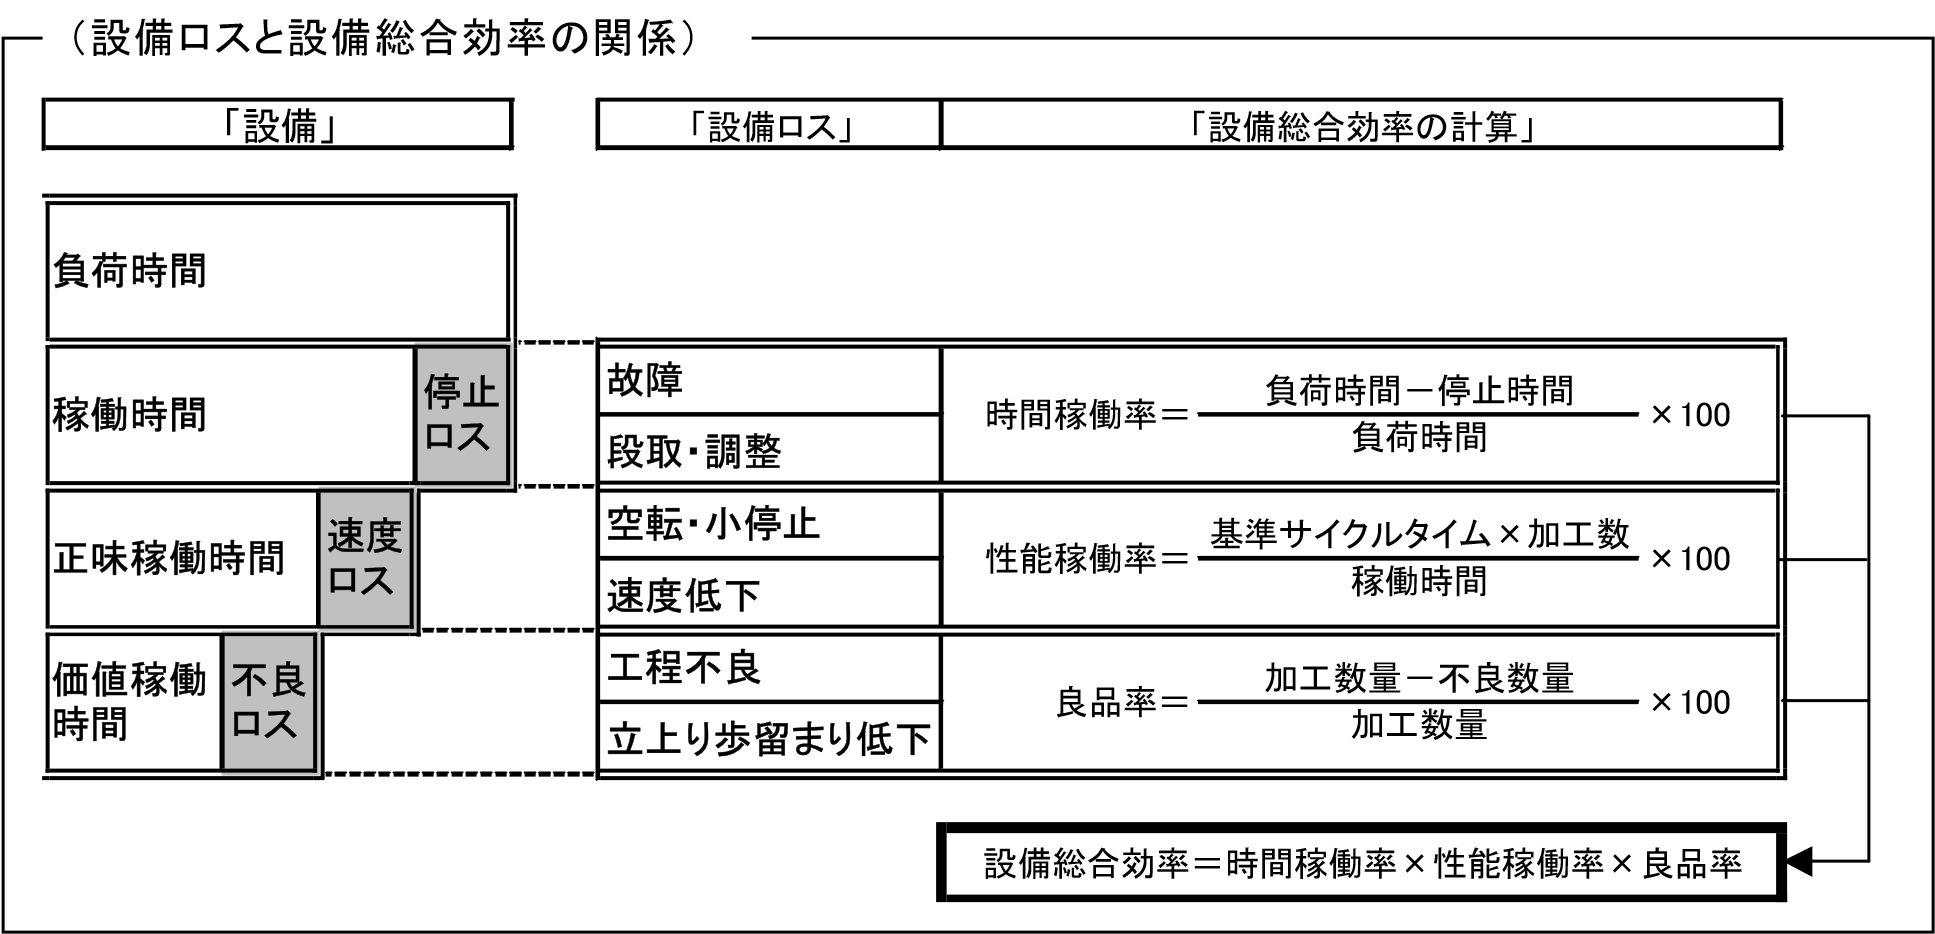 （設備ロスと設備総合効率の関係）
「設備」
「設備ロス」
「設備総合効率の計算」
負荷時間
稼働時間
停止
ロス
故障
段取・調整
時間稼働率＝
負荷時間－停止時間
負荷時間
×100
正味稼働時間
速度
ロス
空転・小停止
速度低下
性能稼働率＝
基準サイクルタイム×加工数
稼働時間
×100
価値稼働
時間
不良
ロス
工程不良
立上り歩留まり低下
良品率＝
加工数量－不良数量
加工数量
×100
設備総合効率＝時間稼働率×性能稼働率×良品率